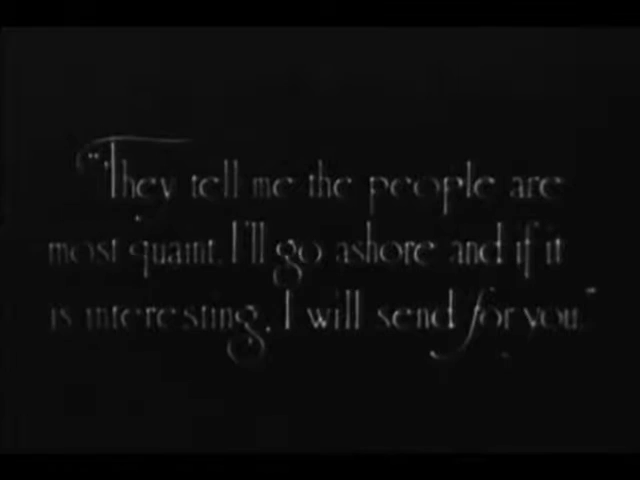 "They tell me the people are
most quaint. I'll go ashore and if it
is interesting, I will send for you."